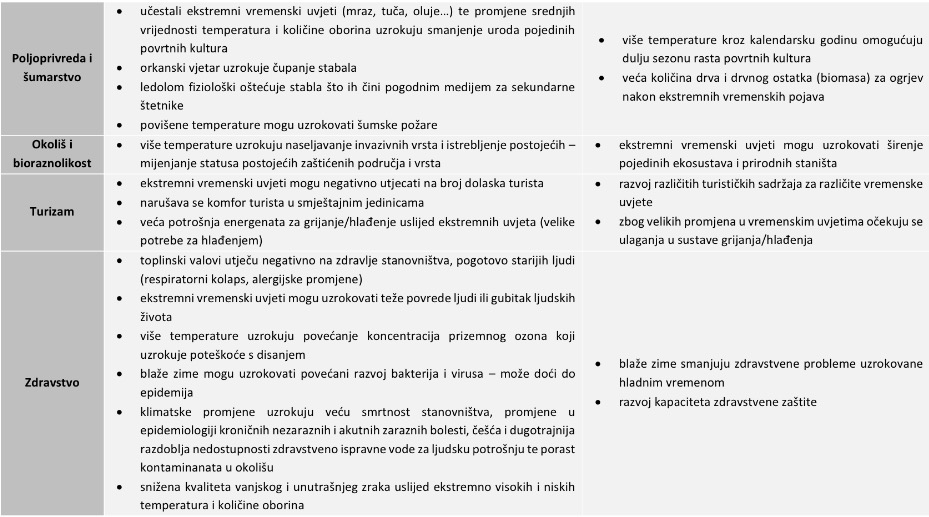 Poljoprivreda i
šumarstvo
• učestali ekstremni vremenski uvjeti (mraz, tuča, oluje…) te promjene srednjih
vrijednosti temperatura i količine oborina uzrokuju smanjenje uroda pojedinih
povrtnih kultura
• orkanski vjetar uzrokuje čupanje stabala
• ledolom fiziološki oštećuje stabla što ih čini pogodnim medijem za sekundarne
štetnike
• povišene temperature mogu uzrokovati šumske požare
• više temperature kroz kalendarsku godinu omogućuju
dulju sezonu rasta povrtnih kultura
• veća količina drva i drvnog ostatka (biomasa) za ogrjev
nakon ekstremnih vremenskih pojava
Okoliš i
bioraznolikost
• više temperature uzrokuju naseljavanje invazivnih vrsta i istrebljenje postojećih –
mijenjanje statusa postojećih zaštićenih područja i vrsta
• ekstremni vremenski uvjeti mogu uzrokovati širenje
pojedinih ekosustava i prirodnih staništa
Turizam
• ekstremni vremenski uvjeti mogu negativno utjecati na broj dolaska turista
• narušava se komfor turista u smještajnim jedinicama
• veća potrošnja energenata za grijanje/hlađenje uslijed ekstremnih uvjeta (velike
potrebe za hlađenjem)
• razvoj različitih turističkih sadržaja za različite vremenske
uvjete
• zbog velikih promjena u vremenskim uvjetima očekuju se
ulaganja u sustave grijanja/hlađenja
Zdravstvo
• toplinski valovi utječu negativno na zdravlje stanovništva, pogotovo starijih ljudi
(respiratorni kolaps, alergijske promjene)
• ekstremni vremenski uvjeti mogu uzrokovati teže povrede ljudi ili gubitak ljudskih
života
• više temperature uzrokuju povećanje koncentracija prizemnog ozona koji
uzrokuje poteškoće s disanjem
• blaže zime mogu uzrokovati povećani razvoj bakterija i virusa – može doći do
epidemija
• klimatske promjene uzrokuju veću smrtnost stanovništva, promjene u
epidemiologiji kroničnih nezaraznih i akutnih zaraznih bolesti, češća i dugotrajnija
razdoblja nedostupnosti zdravstveno ispravne vode za ljudsku potrošnju te porast
kontaminanata u okolišu
• snižena kvaliteta vanjskog i unutrašnjeg zraka uslijed ekstremno visokih i niskih
temperatura i količine oborina
• blaže zime smanjuju zdravstvene probleme uzrokovane
hladnim vremenom
• razvoj kapaciteta zdravstvene zaštite